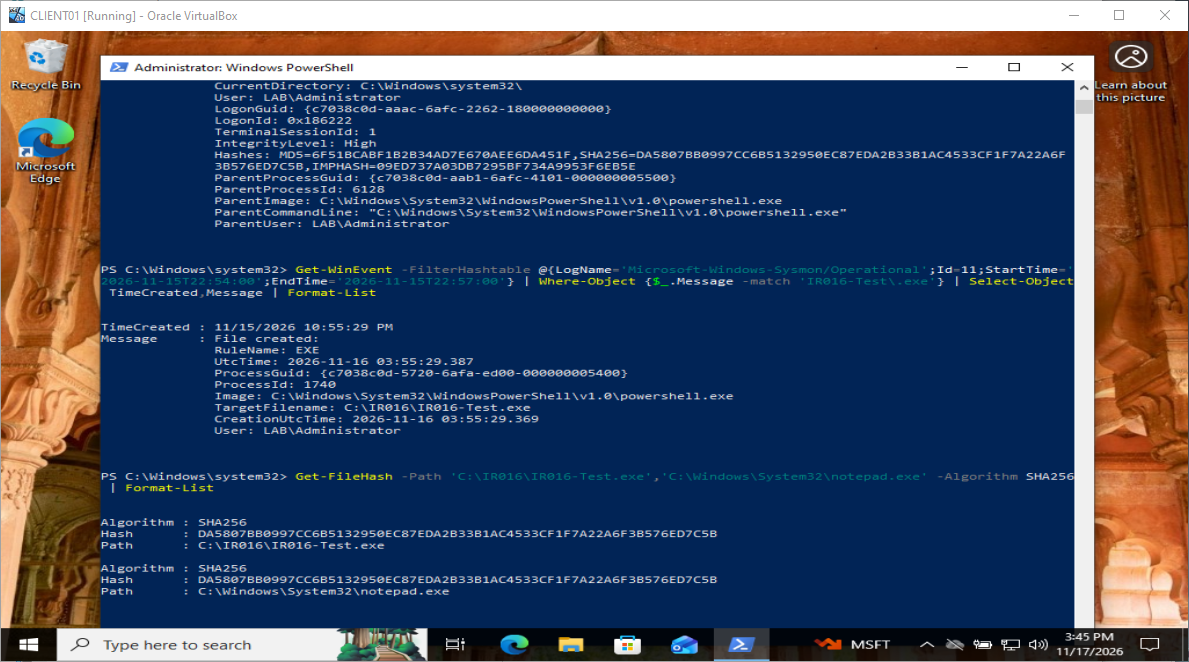 CLIENT01 [Running] - Oracle VirtualBox
Recycle Bin
Microsoft
Edge
Learn about
this picture
Administrator: Windows PowerShell
CurrentDirectory: C:\Windows\system32\
User: LAB\Administrator
LogonGuid: {c7038c0d-aaac-6afc-2262-180000000000}
LogonId: 0x186222
TerminalSessionId: 1
IntegrityLevel: High
Hashes: MD5=6F51BCABF1B2B34AD7E670AEE6DA451F,SHA256=DA5807BB0997CC6B5132950EC87EDA2B33B1AC4533CF1F7A22A6F
3B576ED7C5B,IMPHASH=09ED737A03DB7295BF734A9953F6EB5E
ParentProcessGuid: {c7038c0d-aab1-6afc-4101-000000005500}
ParentProcessId: 6128
ParentImage: C:\Windows\System32\WindowsPowerShell\v1.0\powershell.exe
ParentCommandLine: "C:\Windows\System32\WindowsPowerShell\v1.0\powershell.exe"
ParentUser: LAB\Administrator
PS C:\Windows\system32> Get-WinEvent -FilterHashtable @{LogName='Microsoft-Windows-Sysmon/Operational';Id=11;StartTime='
2026-11-15T22:54:00';EndTime='2026-11-15T22:57:00'} | Where-Object {$_.Message -match 'IR016-Test\.exe'} | Select-Object
TimeCreated,Message | Format-List
TimeCreated : 11/15/2026 10:55:29 PM
Message : File created:
RuleName: EXE
UtcTime: 2026-11-16 03:55:29.387
ProcessGuid: {c7038c0d-5720-6afa-ed00-000000005400}
ProcessId: 1740
Image: C:\Windows\System32\WindowsPowerShell\v1.0\powershell.exe
TargetFilename: C:\IR016\IR016-Test.exe
CreationUtcTime: 2026-11-16 03:55:29.369
User: LAB\Administrator
PS C:\Windows\system32> Get-FileHash -Path 'C:\IR016\IR016-Test.exe','C:\Windows\System32\notepad.exe' -Algorithm SHA256
| Format-List
Algorithm : SHA256
Hash : DA5807BB0997CC6B5132950EC87EDA2B33B1AC4533CF1F7A22A6F3B576ED7C5B
Path : C:\IR016\IR016-Test.exe
Algorithm : SHA256
Hash : DA5807BB0997CC6B5132950EC87EDA2B33B1AC4533CF1F7A22A6F3B576ED7C5B
Path : C:\Windows\System32\notepad.exe
Type here to search
MSFT
3:45 PM
11/17/2026